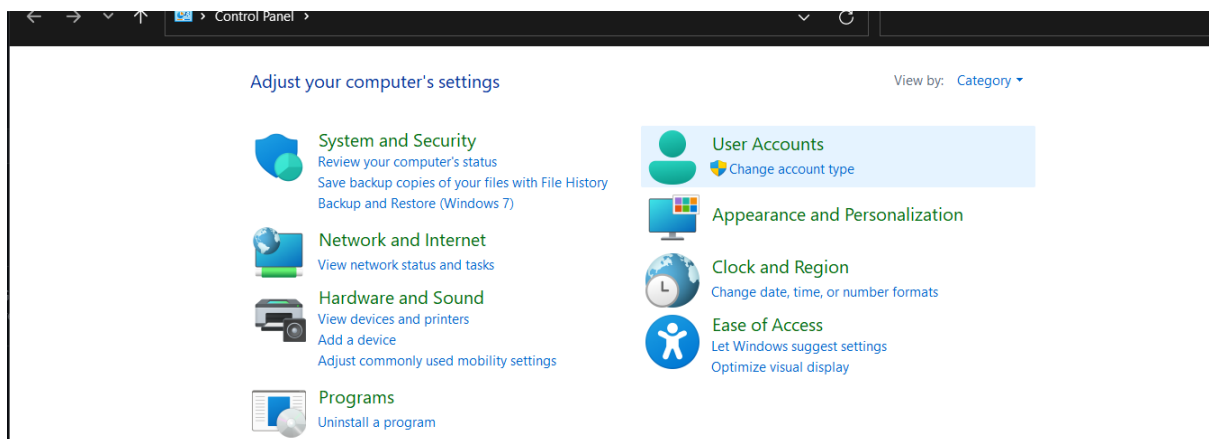 Control Panel
Adjust your computer's settings
View by: Category
System and Security
Review your computer's status
Save backup copies of your files with File History
Backup and Restore (Windows 7)
Network and Internet
View network status and tasks
Hardware and Sound
View devices and printers
Add a device
Adjust commonly used mobility settings
Programs
Uninstall a program
User Accounts
Change account type
Appearance and Personalization
Clock and Region
Change date, time, or number formats
Ease of Access
Let Windows suggest settings
Optimize visual display